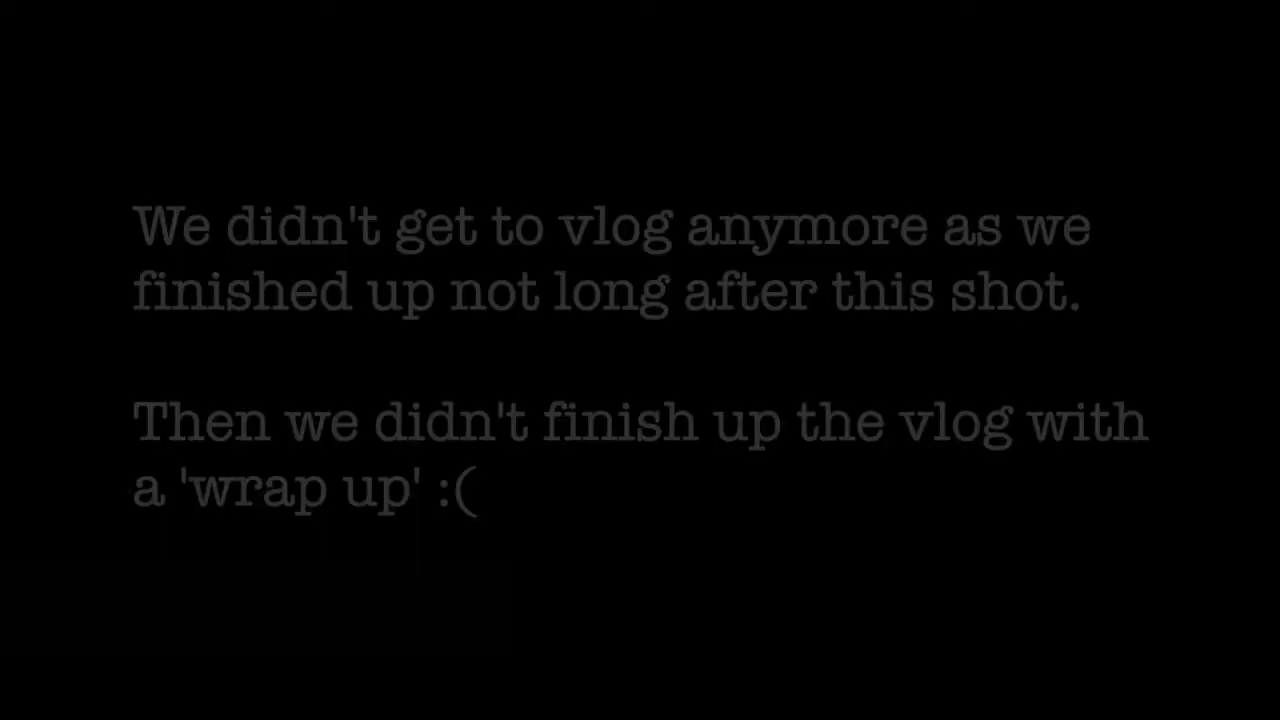 We didn't get to vlog anymore as we
finished up not long after this shot.
Then we didn't finish up the vlog with
a 'wrap up' :(